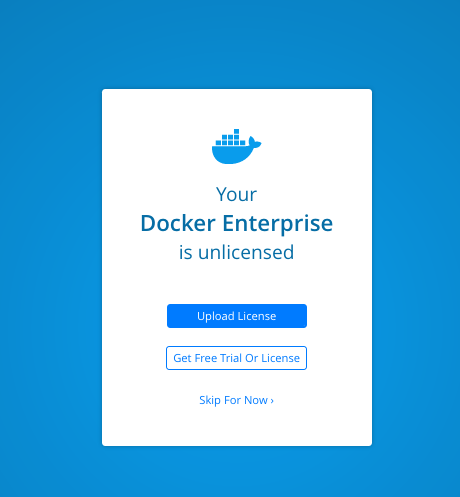 Your
Docker Enterprise
is unlicensed
Upload License
Get Free Trial Or License
Skip For Now ›